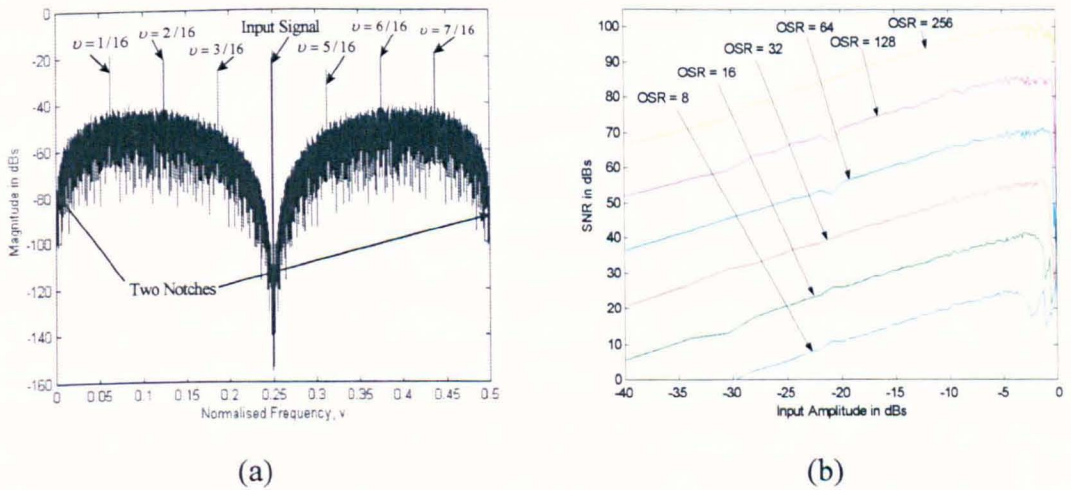 Input Signal
υ = 1/16
υ = 2/16
υ = 3/16
υ = 5/16
υ = 6/16
υ = 7/16
0
-20
-40
-60
-80
-100
-120
-140
-160
Magnitude in dBs
Two Notches
0 0.05 0.1 0.15 0.2 0.25 0.3 0.35 0.4 0.45 0.5
Normalised Frequency, v
(a)
OSR = 64
OSR = 256
OSR = 32
OSR = 128
OSR = 16
OSR = 8
100
90
80
70
60
50
40
30
20
10
0
SNR in dBs
-40 -35 -30 -25 -20 -15 -10 -5 0
Input Amplitude in dBs
(b)